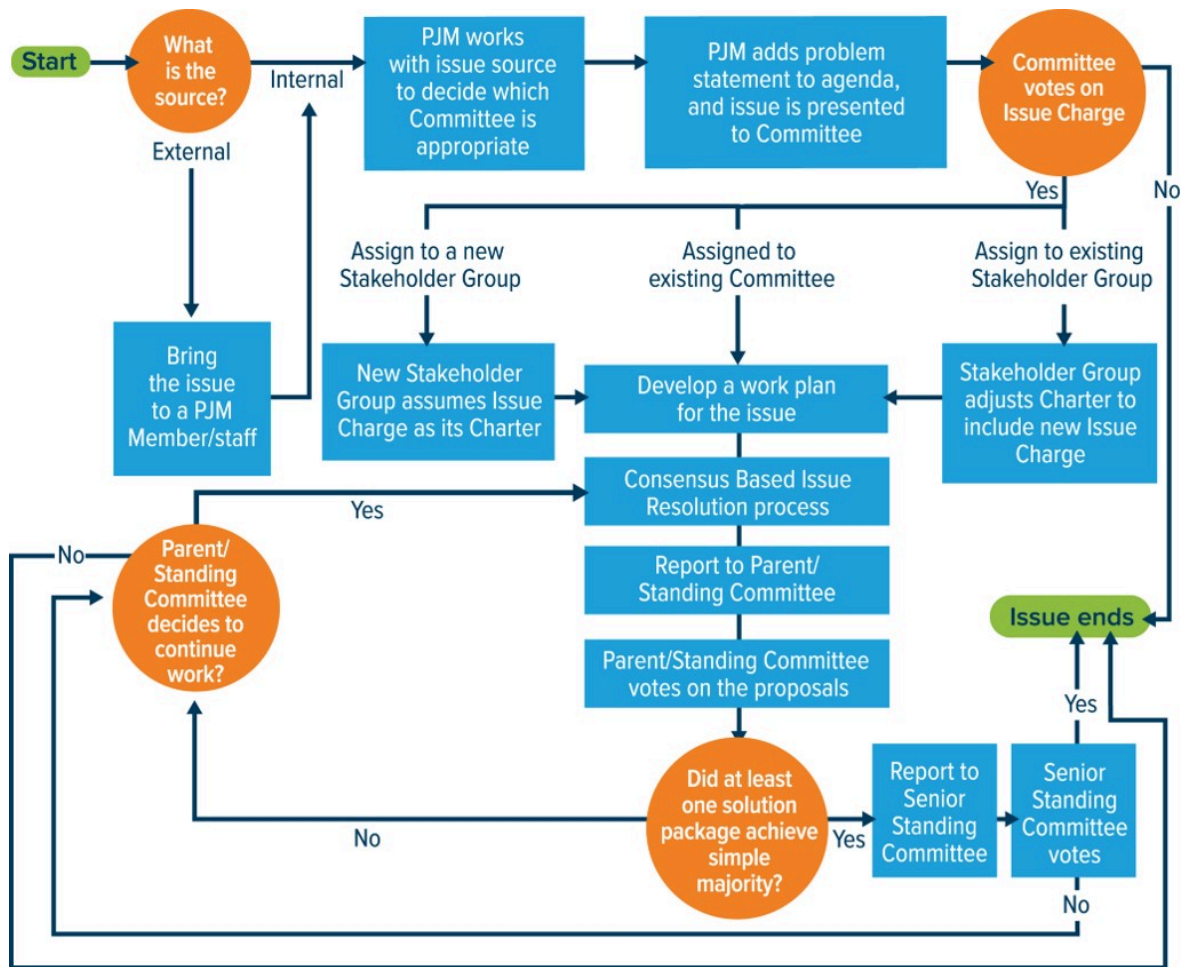 Start
What
is the
source?
Internal
External
PJM works
with issue source
to decide which
Committee is
appropriate
PJM adds problem
statement to agenda,
and issue is presented
to Committee
Committee
votes on
Issue Charge
Yes
No
Assign to a new
Stakeholder Group
Assigned to
existing Committee
Assign to existing
Stakeholder Group
Bring
the issue
to a PJM
Member/staff
New Stakeholder
Group assumes Issue
Charge as its Charter
Develop a work plan
for the issue
Stakeholder Group
adjusts Charter to
include new Issue
Charge
Consensus Based Issue
Resolution process
Yes
No
Parent/
Standing
Committee
decides to
continue
work?
Report to Parent/
Standing Committee
Issue ends
Parent/Standing Committee
votes on the proposals
Yes
Did at least
one solution
package achieve
simple
majority?
No
Yes
Report to
Senior
Standing
Committee
Senior
Standing
Committee
votes
No